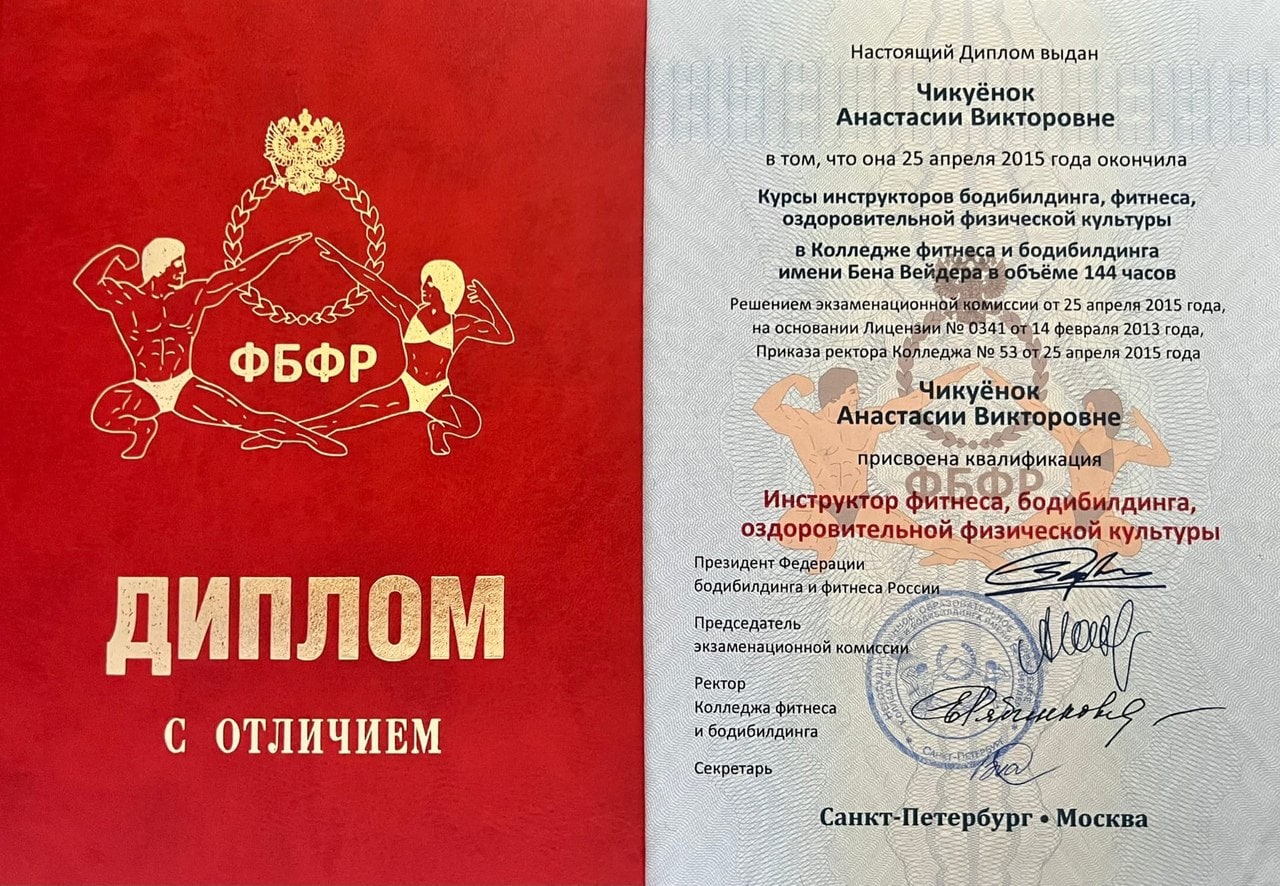 ФБФР
ДИПЛОМ
С ОТЛИЧИЕМ
Настоящий Диплом выдан
Чикуёнок
Анастасии Викторовне
в том, что она 25 апреля 2015 года окончила
Курсы инструкторов бодибилдинга, фитнеса,
оздоровительной физической культуры
в Колледже фитнеса и бодибилдинга
имени Бена Вейдера в объёме 144 часов
Решением экзаменационной комиссии от 25 апреля 2015 года,
на основании Лицензии № 0341 от 14 февраля 2013 года,
Приказа ректора Колледжа № 53 от 25 апреля 2015 года
Чикуёнок
Анастасии Викторовне
присвоена квалификация
ФБФР
Инструктор фитнеса, бодибилдинга,
оздоровительной физической культуры
Президент Федерации
бодибилдинга и фитнеса России
Председатель
экзаменационной комиссии
Ректор
Колледжа фитнеса
и бодибилдинга
Секретарь
Санкт-Петербург • Москва